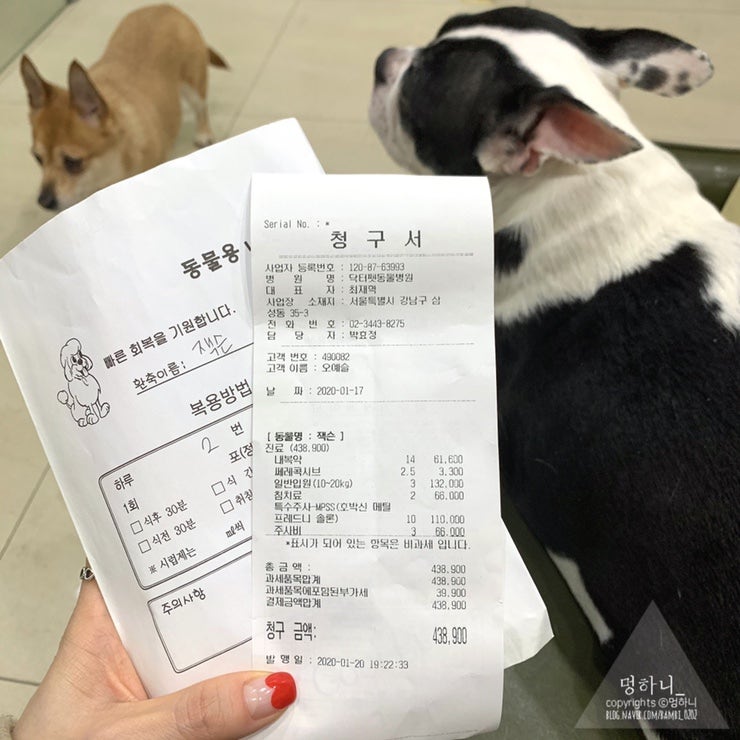 동물용
빠른 회복을 기원합니다.
환축이름: 잭슨
복용방법
하루 2 번
1회 포(정
□ 식후 30분 □ 식 간
□ 식전 30분 □ 취침
※ 시럽제는 ㎖씩
주의사항
Serial No. : *
청 구 서
사업자 등록번호 : 120-87-63993
병 원 명 : 닥터펫동물병원
대 표 자 : 최재혁
사업장 소재지 : 서울특별시 강남구 삼
성동 35-3
전 화 번 호 : 02-3443-8275
담 당 지 : 박효정
고객 번호 : 490082
고객 이름 : 오예슬
날 짜 : 2020-01-17
[ 동물명 : 잭슨 ]
진료 (438.900)
내복약 14 61.600
쎄레콕시브 2.5 3.300
일반입원(10~20kg) 3 132.000
침치료 2 66.000
특수주사-MPSS(호박신 메틸
프레드니 솔론) 10 110.000
주사비 3 66.000
*표시가 되어 있는 항목은 비과세 입니다.
총 금 액 : 438.900
과세품목합계 438.900
과세품목에포함된부가세 39.900
결제금액합계 438,900
청구 금액: 438,900
발 행 일 : 2020-01-20 19:22:33
멍하니_
copyrights ©멍하니
BLOG.NAVER.COM/BAMBI_0202